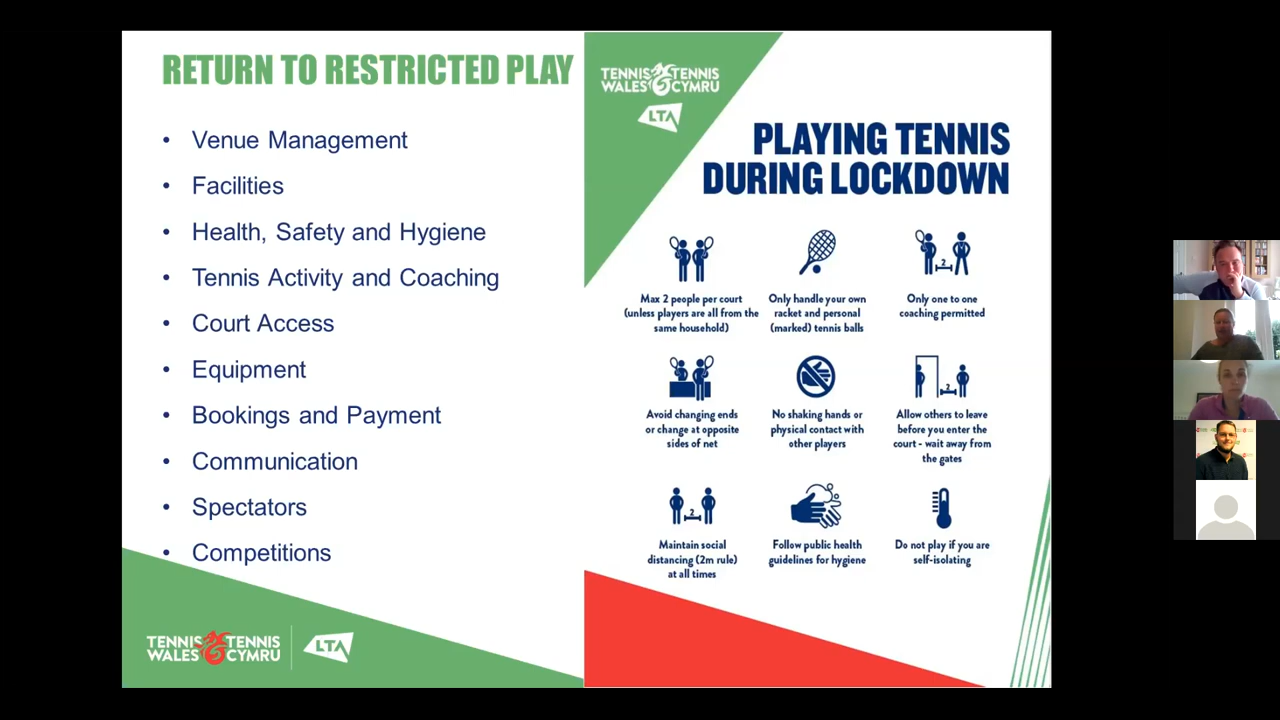 RETURN TO RESTRICTED PLAY
• Venue Management
• Facilities
• Health, Safety and Hygiene
• Tennis Activity and Coaching
• Court Access
• Equipment
• Bookings and Payment
• Communication
• Spectators
• Competitions
TENNIS TENNIS
WALES CYMRU
LTA
TENNIS TENNIS
WALES CYMRU
LTA
PLAYING TENNIS
DURING LOCKDOWN
Max 2 people per court
(unless players are all from the
same household)
Only handle your own
racket and personal
(marked) tennis balls
2
Only one to one
coaching permitted
Avoid changing ends
or change at opposite
sides of net
No shaking hands or
physical contact with
other players
2
Allow others to leave
before you enter the
court - wait away from
the gates
2
Maintain social
distancing (2m rule)
at all times
Follow public health
guidelines for hygiene
Do not play if you are
self-isolating